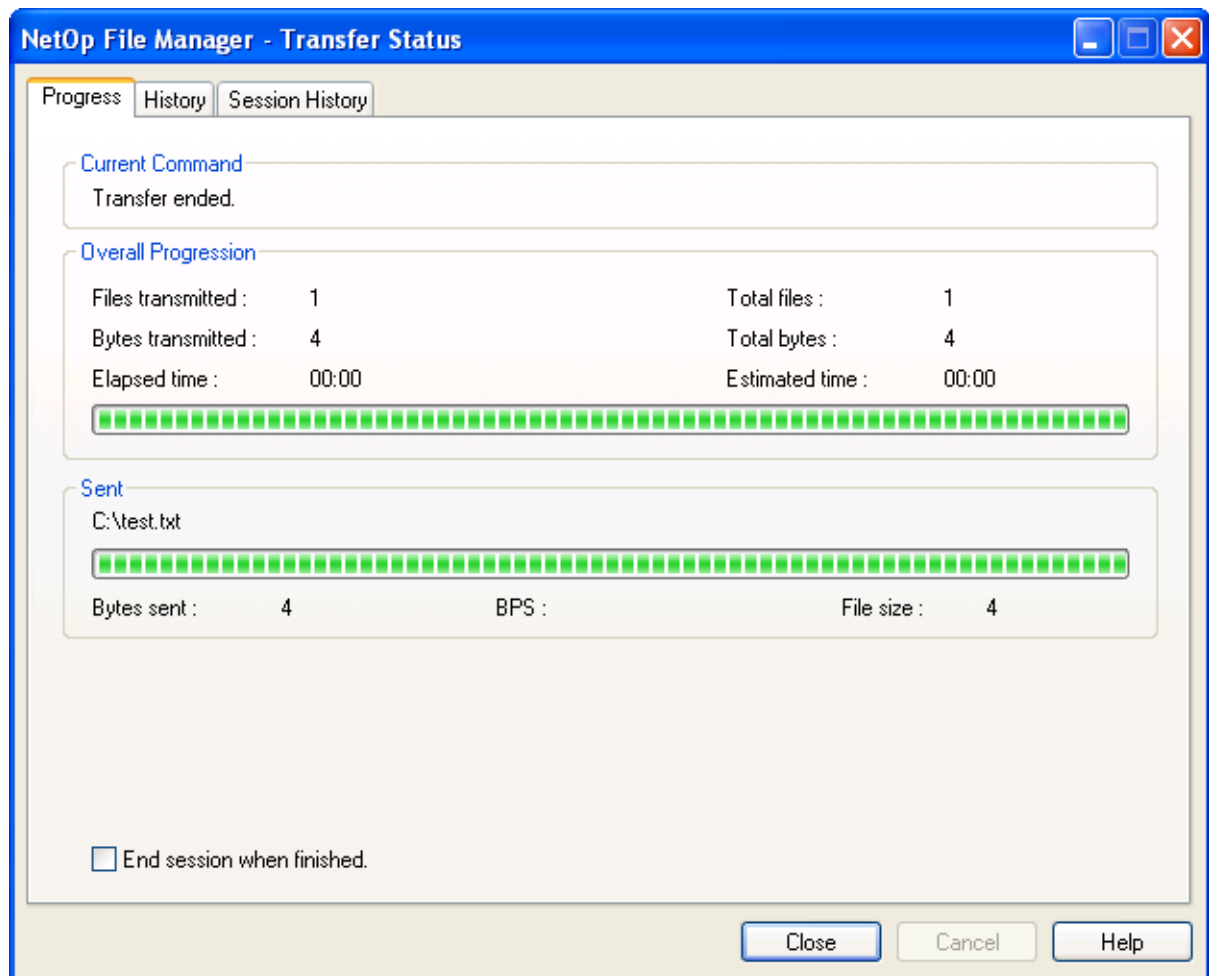 NetOp File Manager - Transfer Status
Progress History Session History
Current Command
Transfer ended.
Overall Progression
Files transmitted : 1 Total files : 1
Bytes transmitted : 4 Total bytes : 4
Elapsed time : 00:00 Estimated time : 00:00
Sent
C:\test.txt
Bytes sent : 4 BPS : File size : 4
End session when finished.
Close Cancel Help